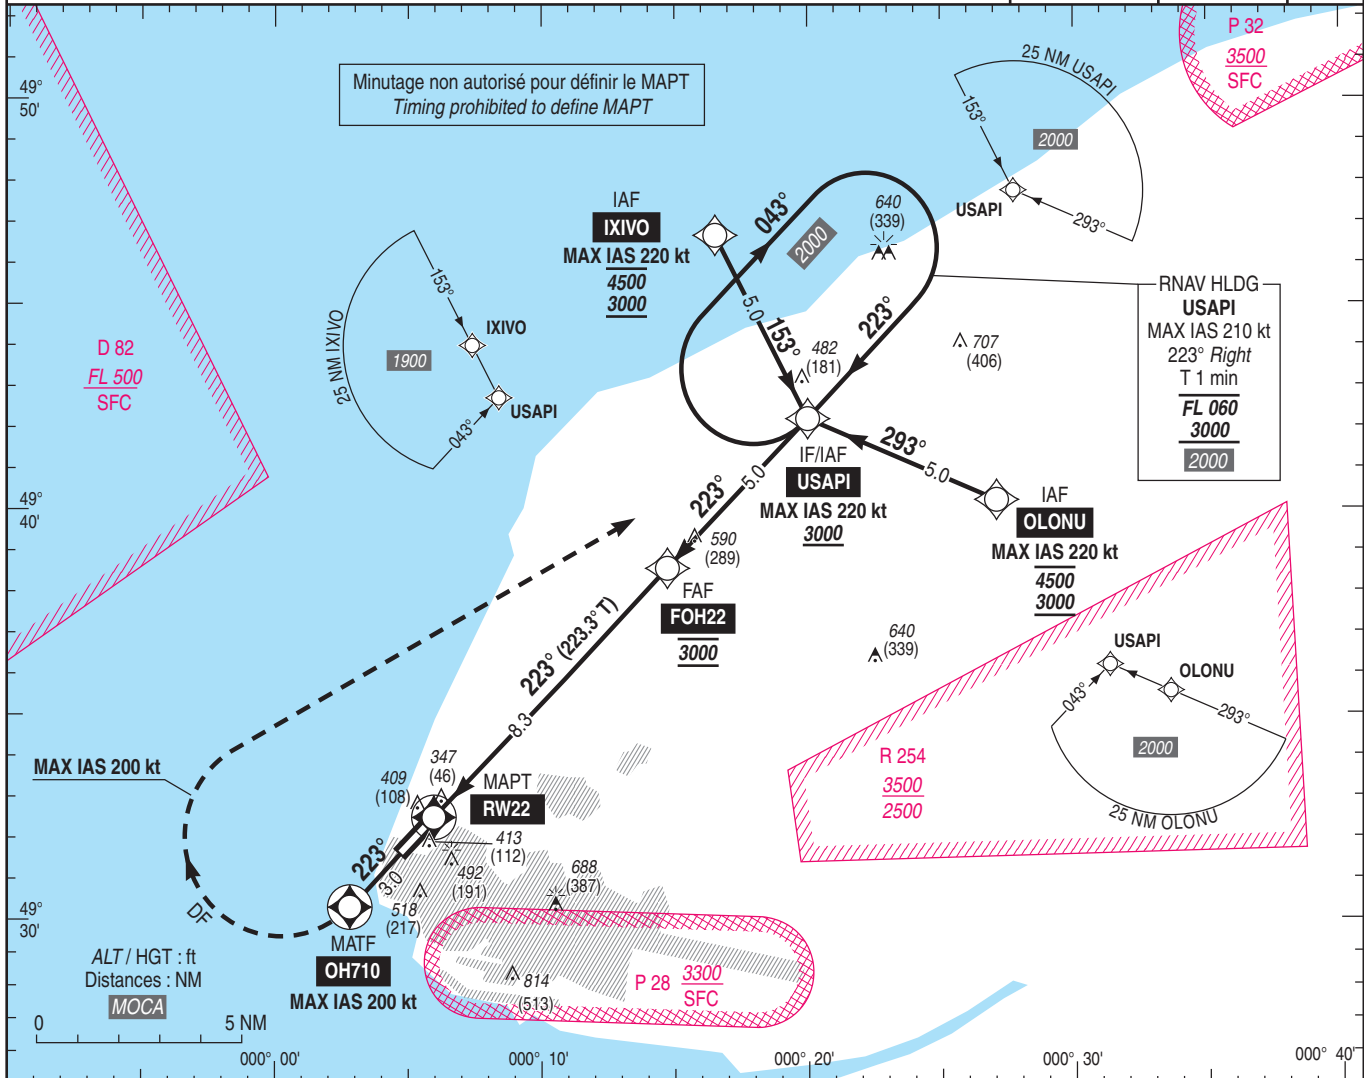 P 32
3500
SFC
49°
50'
Minutage non autorisé pour définir le MAPT
Timing prohibited to define MAPT
25 NM USAPI
153°
2000
USAPI
293°
IAF
IXIVO
MAX IAS 220 kt
4500
3000
043°
2000
640
(339)
5.0
153°
223°
482
(181)
707
(406)
RNAV HLDG
USAPI
MAX IAS 210 kt
223° Right
T 1 min
FL 060
3000
2000
153°
25 NM IXIVO
1900
IXIVO
USAPI
043°
D 82
FL 500
SFC
293°
5.0
IF/IAF
USAPI
MAX IAS 220 kt
3000
IAF
OLONU
MAX IAS 220 kt
4500
3000
49°
40'
5.0
223°
590
(289)
FAF
FOH22
3000
223° (223.3° T)
8.3
640
(339)
USAPI
OLONU
043°
293°
2000
25 NM OLONU
R 254
3500
2500
MAX IAS 200 kt
409
(108)
347
(46)
MAPT
RW22
413
(112)
492
(191)
688
(387)
518
(217)
223°
3.0
DF
49°
30'
MATF
OH710
MAX IAS 200 kt
814
(513)
P 28
3300
SFC
ALT / HGT : ft
Distances : NM
MOCA
0
5 NM
000° 00'
000° 10'
000° 20'
000° 30'
000° 40'